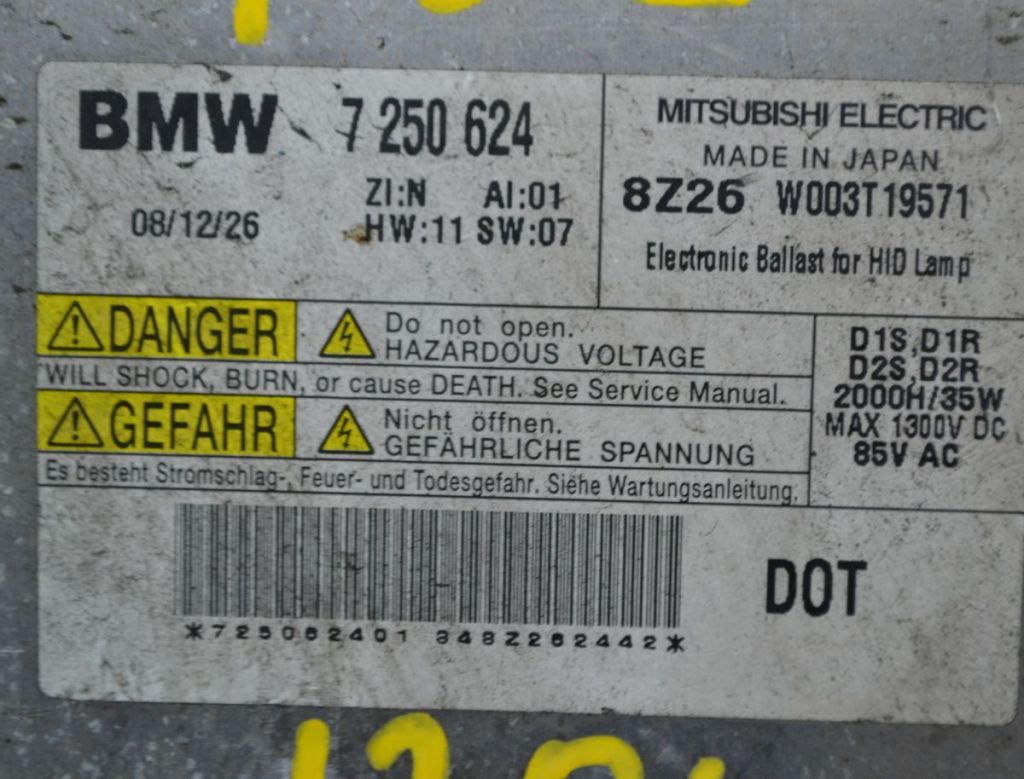 BMW 7 250 624
ZI:N AI:01
08/12/26 HW:11 SW:07
MITSUBISHI ELECTRIC
MADE IN JAPAN
8Z26 W003T19571
Electronic Ballast for HID Lamp
DANGER Do not open.
HAZARDOUS VOLTAGE
WILL SHOCK, BURN, or cause DEATH. See Service Manual.
GEFAHR Nicht öffnen.
GEFÄHRLICHE SPANNUNG
Es besteht Stromschlag-, Feuer- und Todesgefahr. Siehe Wartungsanleitung.
D1S,D1R
D2S,D2R
2000H/35W
MAX 1300V DC
85V AC
*725062401 348Z262442*
DOT